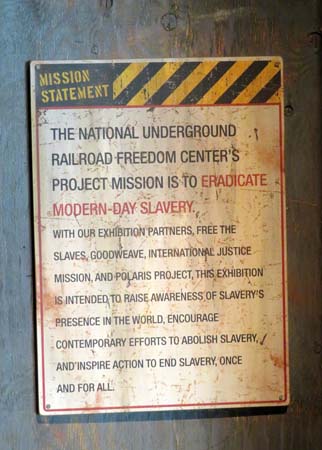 MISSION
STATEMENT
THE NATIONAL UNDERGROUND
RAILROAD FREEDOM CENTER'S
PROJECT MISSION IS TO ERADICATE
MODERN-DAY SLAVERY.
WITH OUR EXHIBITION PARTNERS, FREE THE
SLAVES, GOODWEAVE, INTERNATIONAL JUSTICE
MISSION, AND POLARIS PROJECT, THIS EXHIBITION
IS INTENDED TO RAISE AWARENESS OF SLAVERY'S
PRESENCE IN THE WORLD, ENCOURAGE
CONTEMPORARY EFFORTS TO ABOLISH SLAVERY,
AND INSPIRE ACTION TO END SLAVERY, ONCE
AND FOR ALL.